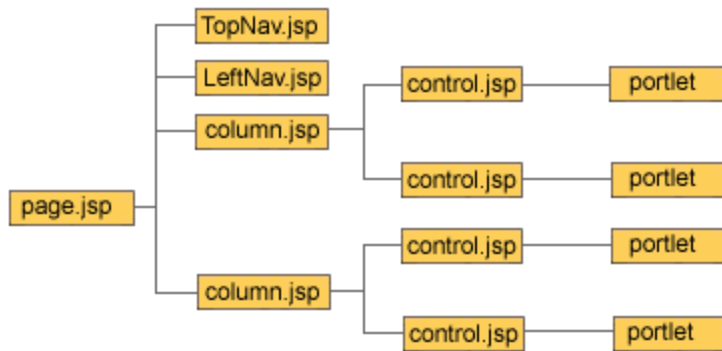 TopNav.jsp
LeftNav.jsp
control.jsp
portlet
column.jsp
control.jsp
portlet
page.jsp
control.jsp
portlet
column.jsp
control.jsp
portlet